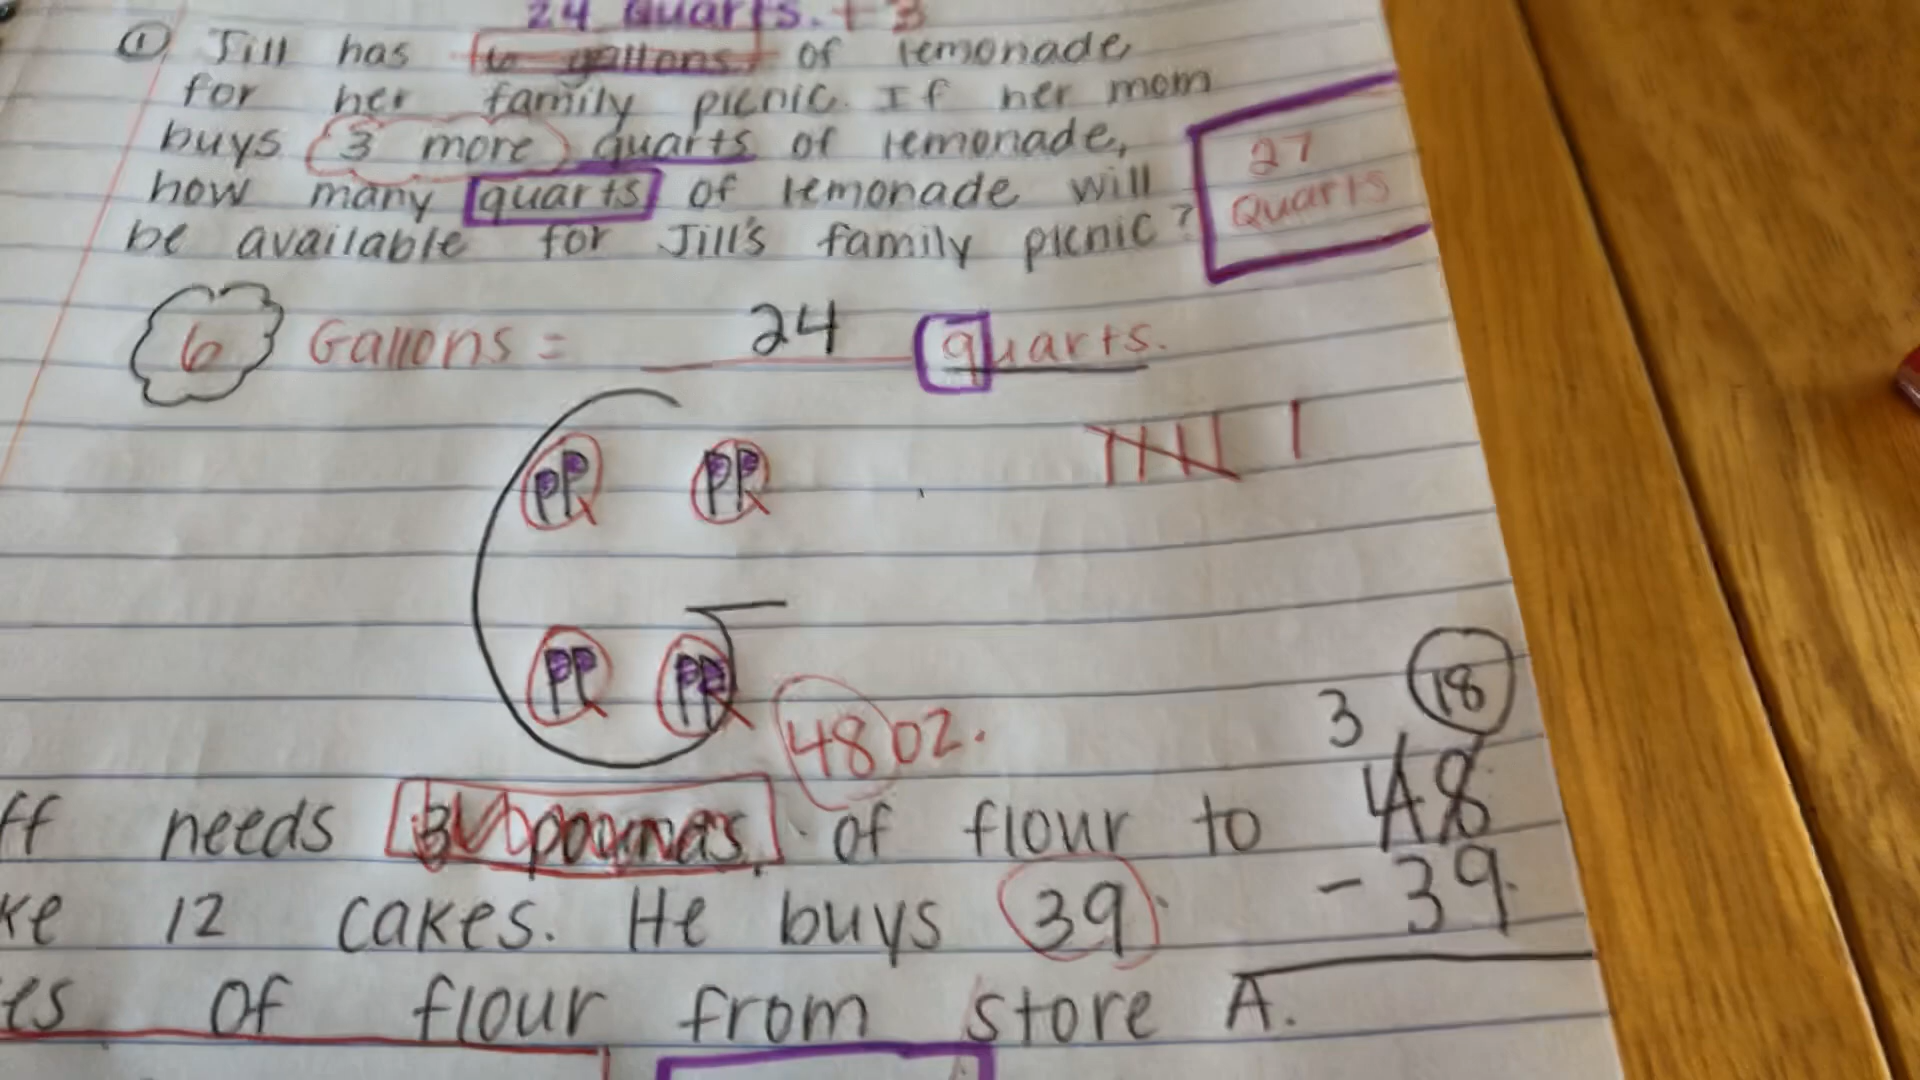 24 Quarts. + 3
① Jill has 6 gallons of lemonade
for her family picnic. If her mom
buys 3 more quarts of lemonade,
how many quarts of lemonade will
be available for Jill's family picnic?
27
Quarts
6 Gallons = 24 quarts.
PP PP
PP PP
48 oz.
3 18
48
- 39
ff needs 3 pounds of flour to
ke 12 cakes. He buys 39
es of flour from store A.